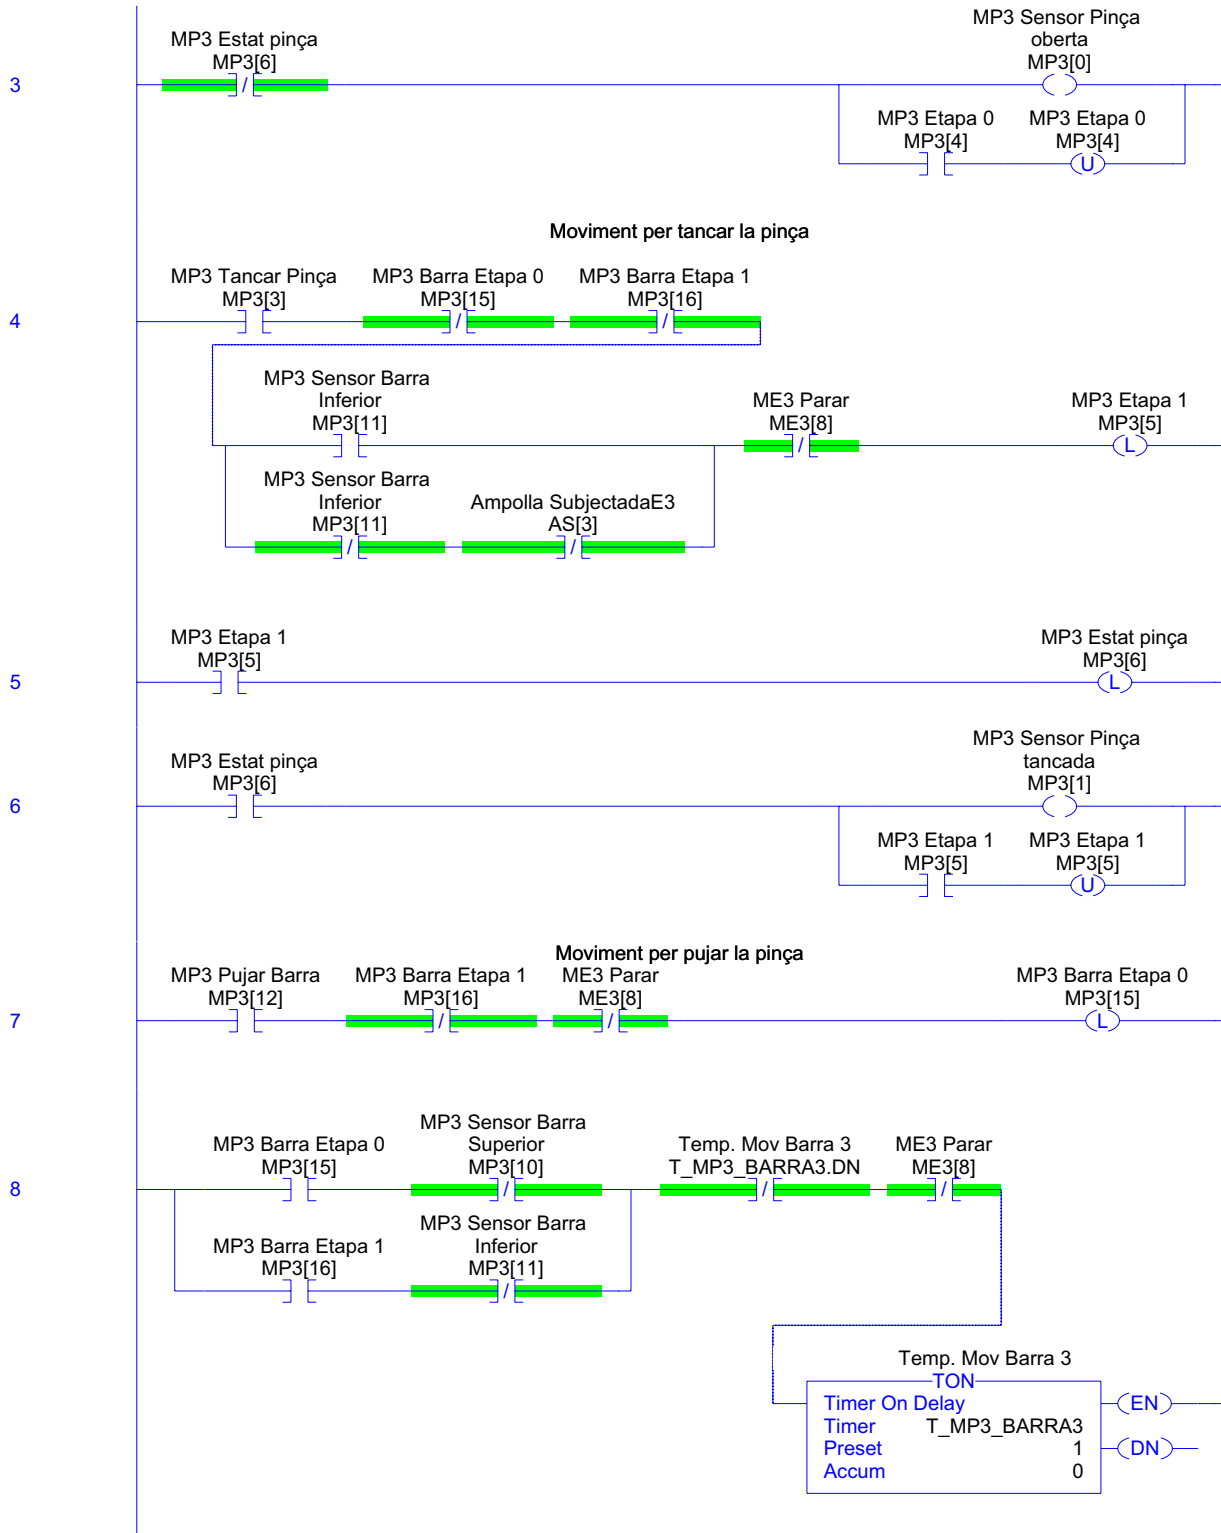 MP3 Sensor Pinça
oberta
MP3[0]
MP3 Estat pinça
MP3[6]
3
/
MP3 Etapa 0 MP3 Etapa 0
MP3[4] MP3[4]
U
Moviment per tancar la pinça
MP3 Tancar Pinça MP3 Barra Etapa 0 MP3 Barra Etapa 1
MP3[3] MP3[15] MP3[16]
4
/ /
MP3 Sensor Barra
Inferior
MP3[11]
ME3 Parar
ME3[8]
/
MP3 Etapa 1
MP3[5]
L
MP3 Sensor Barra
Inferior
MP3[11]
/
Ampolla SubjectadaE3
AS[3]
/
MP3 Etapa 1
MP3[5]
MP3 Estat pinça
MP3[6]
5
L
MP3 Sensor Pinça
tancada
MP3[1]
MP3 Estat pinça
MP3[6]
6
MP3 Etapa 1 MP3 Etapa 1
MP3[5] MP3[5]
U
Moviment per pujar la pinça
MP3 Pujar Barra MP3 Barra Etapa 1 ME3 Parar MP3 Barra Etapa 0
MP3[12] MP3[16] ME3[8] MP3[15]
7
/ / L
MP3 Barra Etapa 0
MP3[15]
MP3 Sensor Barra
Superior
MP3[10]
/
Temp. Mov Barra 3
T_MP3_BARRA3.DN
/
ME3 Parar
ME3[8]
/
8
MP3 Barra Etapa 1
MP3[16]
MP3 Sensor Barra
Inferior
MP3[11]
/
Temp. Mov Barra 3
TON
Timer On Delay
EN
Timer T_MP3_BARRA3
Preset 1
DN
Accum 0